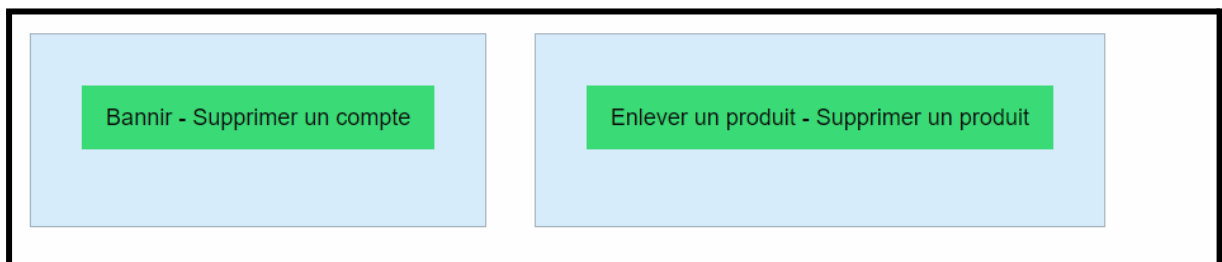 Bannir - Supprimer un compte
Enlever un produit - Supprimer un produit